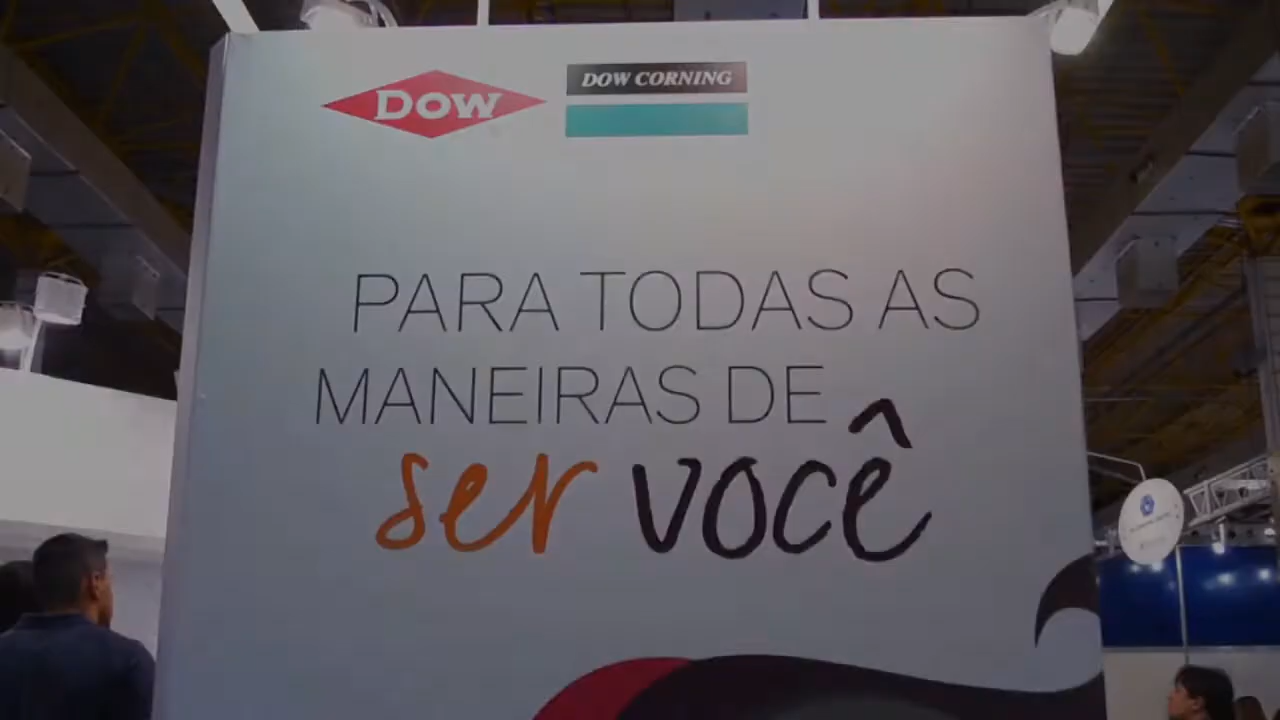 DOW
DOW CORNING
PARA TODAS AS
MANEIRAS DE
ser você